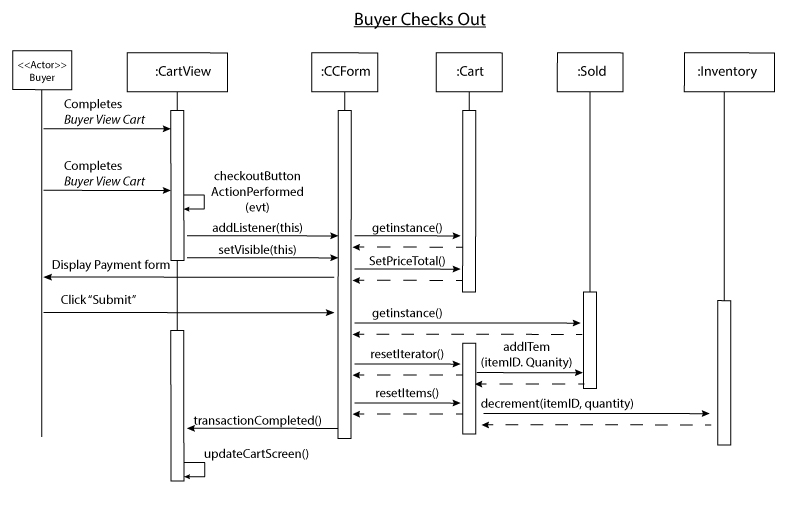 Buyer Checks Out
<<Actor>>
Buyer
:CartView
:CCForm
:Cart
:Sold
:Inventory
Completes
Buyer View Cart
Completes
Buyer View Cart
checkoutButton
ActionPerformed
(evt)
addListener(this)
getinstance()
setVisible(this)
SetPriceTotal()
Display Payment form
Click “Submit”
getinstance()
addITem
(itemID. Quanity)
resetIterator()
resetItems()
decrement(itemID, quantity)
transactionCompleted()
updateCartScreen()